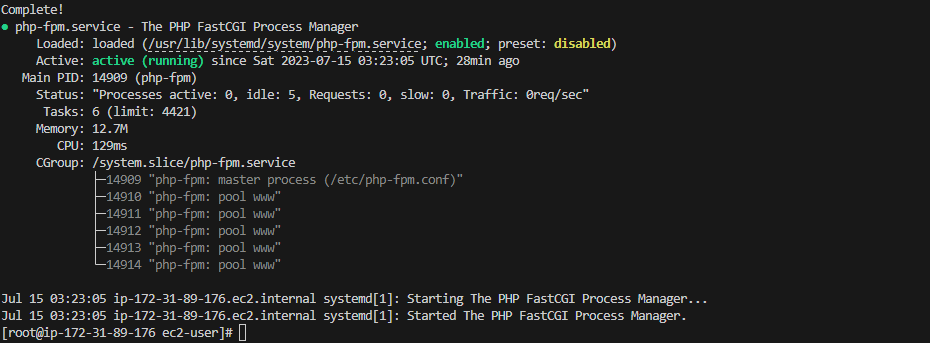 Complete!
● php-fpm.service - The PHP FastCGI Process Manager
     Loaded: loaded (/usr/lib/systemd/system/php-fpm.service; enabled; preset: disabled)
     Active: active (running) since Sat 2023-07-15 03:23:05 UTC; 28min ago
   Main PID: 14909 (php-fpm)
     Status: "Processes active: 0, idle: 5, Requests: 0, slow: 0, Traffic: 0req/sec"
      Tasks: 6 (limit: 4421)
     Memory: 12.7M
        CPU: 129ms
     CGroup: /system.slice/php-fpm.service
             ├─14909 "php-fpm: master process (/etc/php-fpm.conf)"
             ├─14910 "php-fpm: pool www"
             ├─14911 "php-fpm: pool www"
             ├─14912 "php-fpm: pool www"
             ├─14913 "php-fpm: pool www"
             └─14914 "php-fpm: pool www"

Jul 15 03:23:05 ip-172-31-89-176.ec2.internal systemd[1]: Starting The PHP FastCGI Process Manager...
Jul 15 03:23:05 ip-172-31-89-176.ec2.internal systemd[1]: Started The PHP FastCGI Process Manager.
[root@ip-172-31-89-176 ec2-user]#